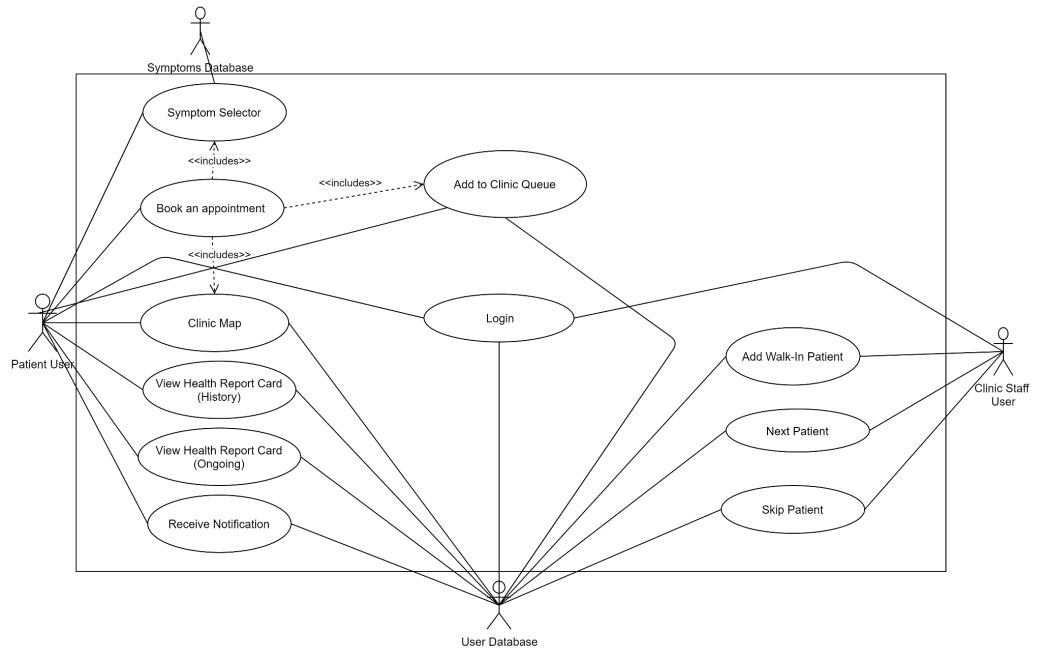 Symptoms Database
Symptom Selector
<<includes>>
<<includes>>
Add to Clinic Queue
Book an appointment
<<includes>>
Clinic Map
Login
Add Walk-In Patient
Patient User
Clinic Staff
User
View Health Report Card
(History)
Next Patient
View Health Report Card
(Ongoing)
Skip Patient
Receive Notification
User Database